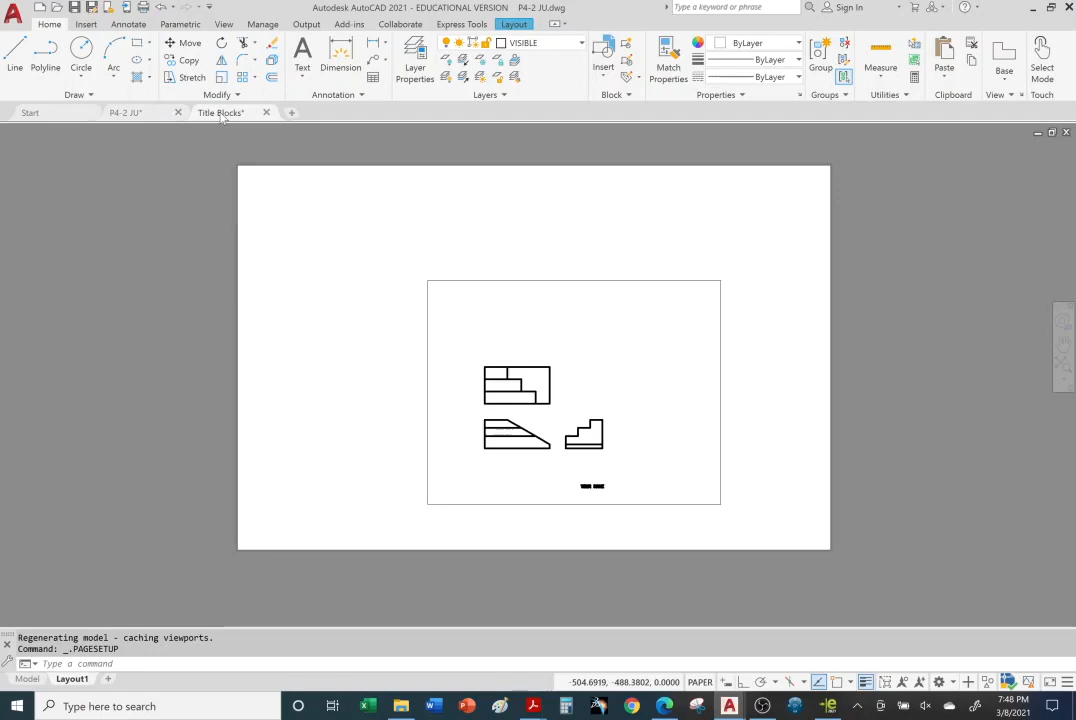 Autodesk AutoCAD 2021 - EDUCATIONAL VERSION P4-2 JU.dwg
Type a keyword or phrase
Sign In
Home Insert Annotate Parametric View Manage Output Add-ins Collaborate Express Tools Layout
Line Polyline Circle Arc
Move
Copy
Stretch
Text Dimension
Layer
Properties
VISIBLE
Insert
Match
Properties
ByLayer
ByLayer
ByLayer
Group
Measure
Paste
Base
Select
Mode
Draw Modify Annotation Layers Block Properties Groups Utilities Clipboard View Touch
Start P4-2 JU* Title Blocks*
Regenerating model - caching viewports.
Command: _.PAGESETUP
Type a command
Model Layout1
-504.6919, -488.3802, 0.0000 PAPER
Type here to search
7:48 PM
3/8/2021